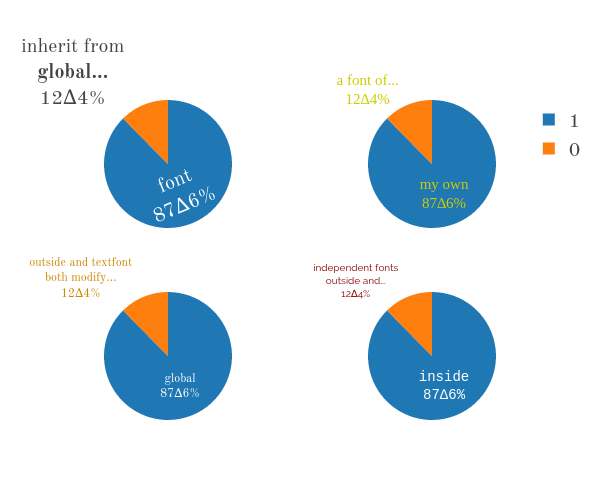 inherit from
global...
12Δ4%
font
87Δ6%
a font of...
12Δ4%
my own
87Δ6%
1
0
outside and textfont
both modify...
12Δ4%
global
87Δ6%
independent fonts
outside and...
12Δ4%
inside
87Δ6%